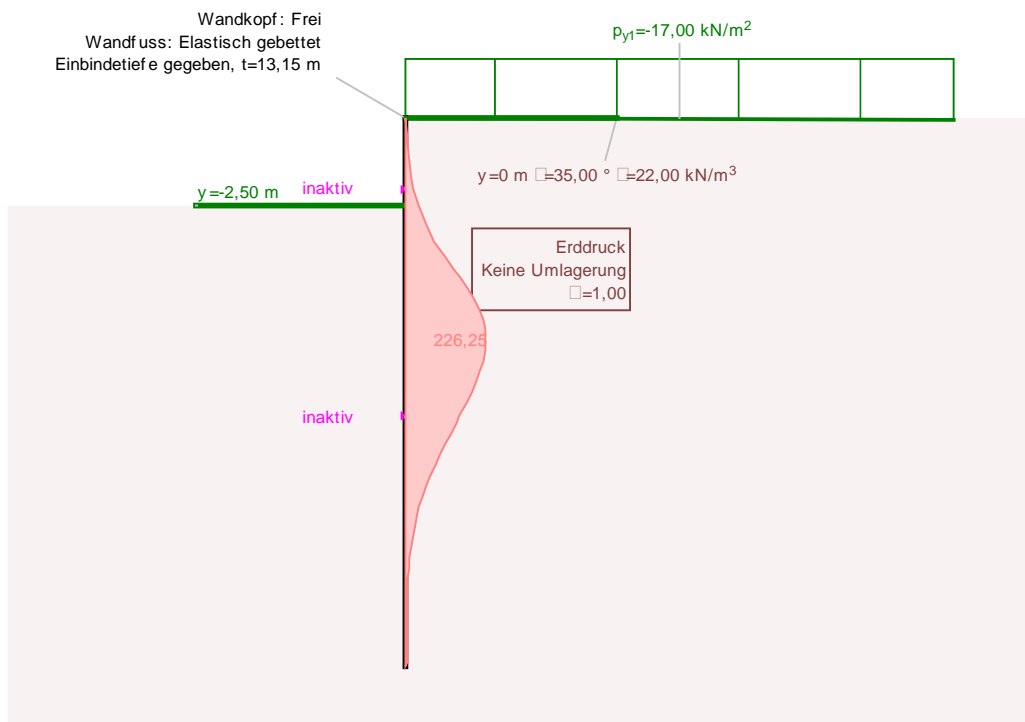 Wandkopf: Frei
Wandfuss: Elastisch gebettet
Einbindetiefe gegeben, t=13,15 m
p_y1=-17,00 kN/m²
y=0 m □=35,00 ° □=22,00 kN/m³
y=-2,50 m
inaktiv
Erddruck
Keine Umlagerung
□=1,00
226,25
inaktiv